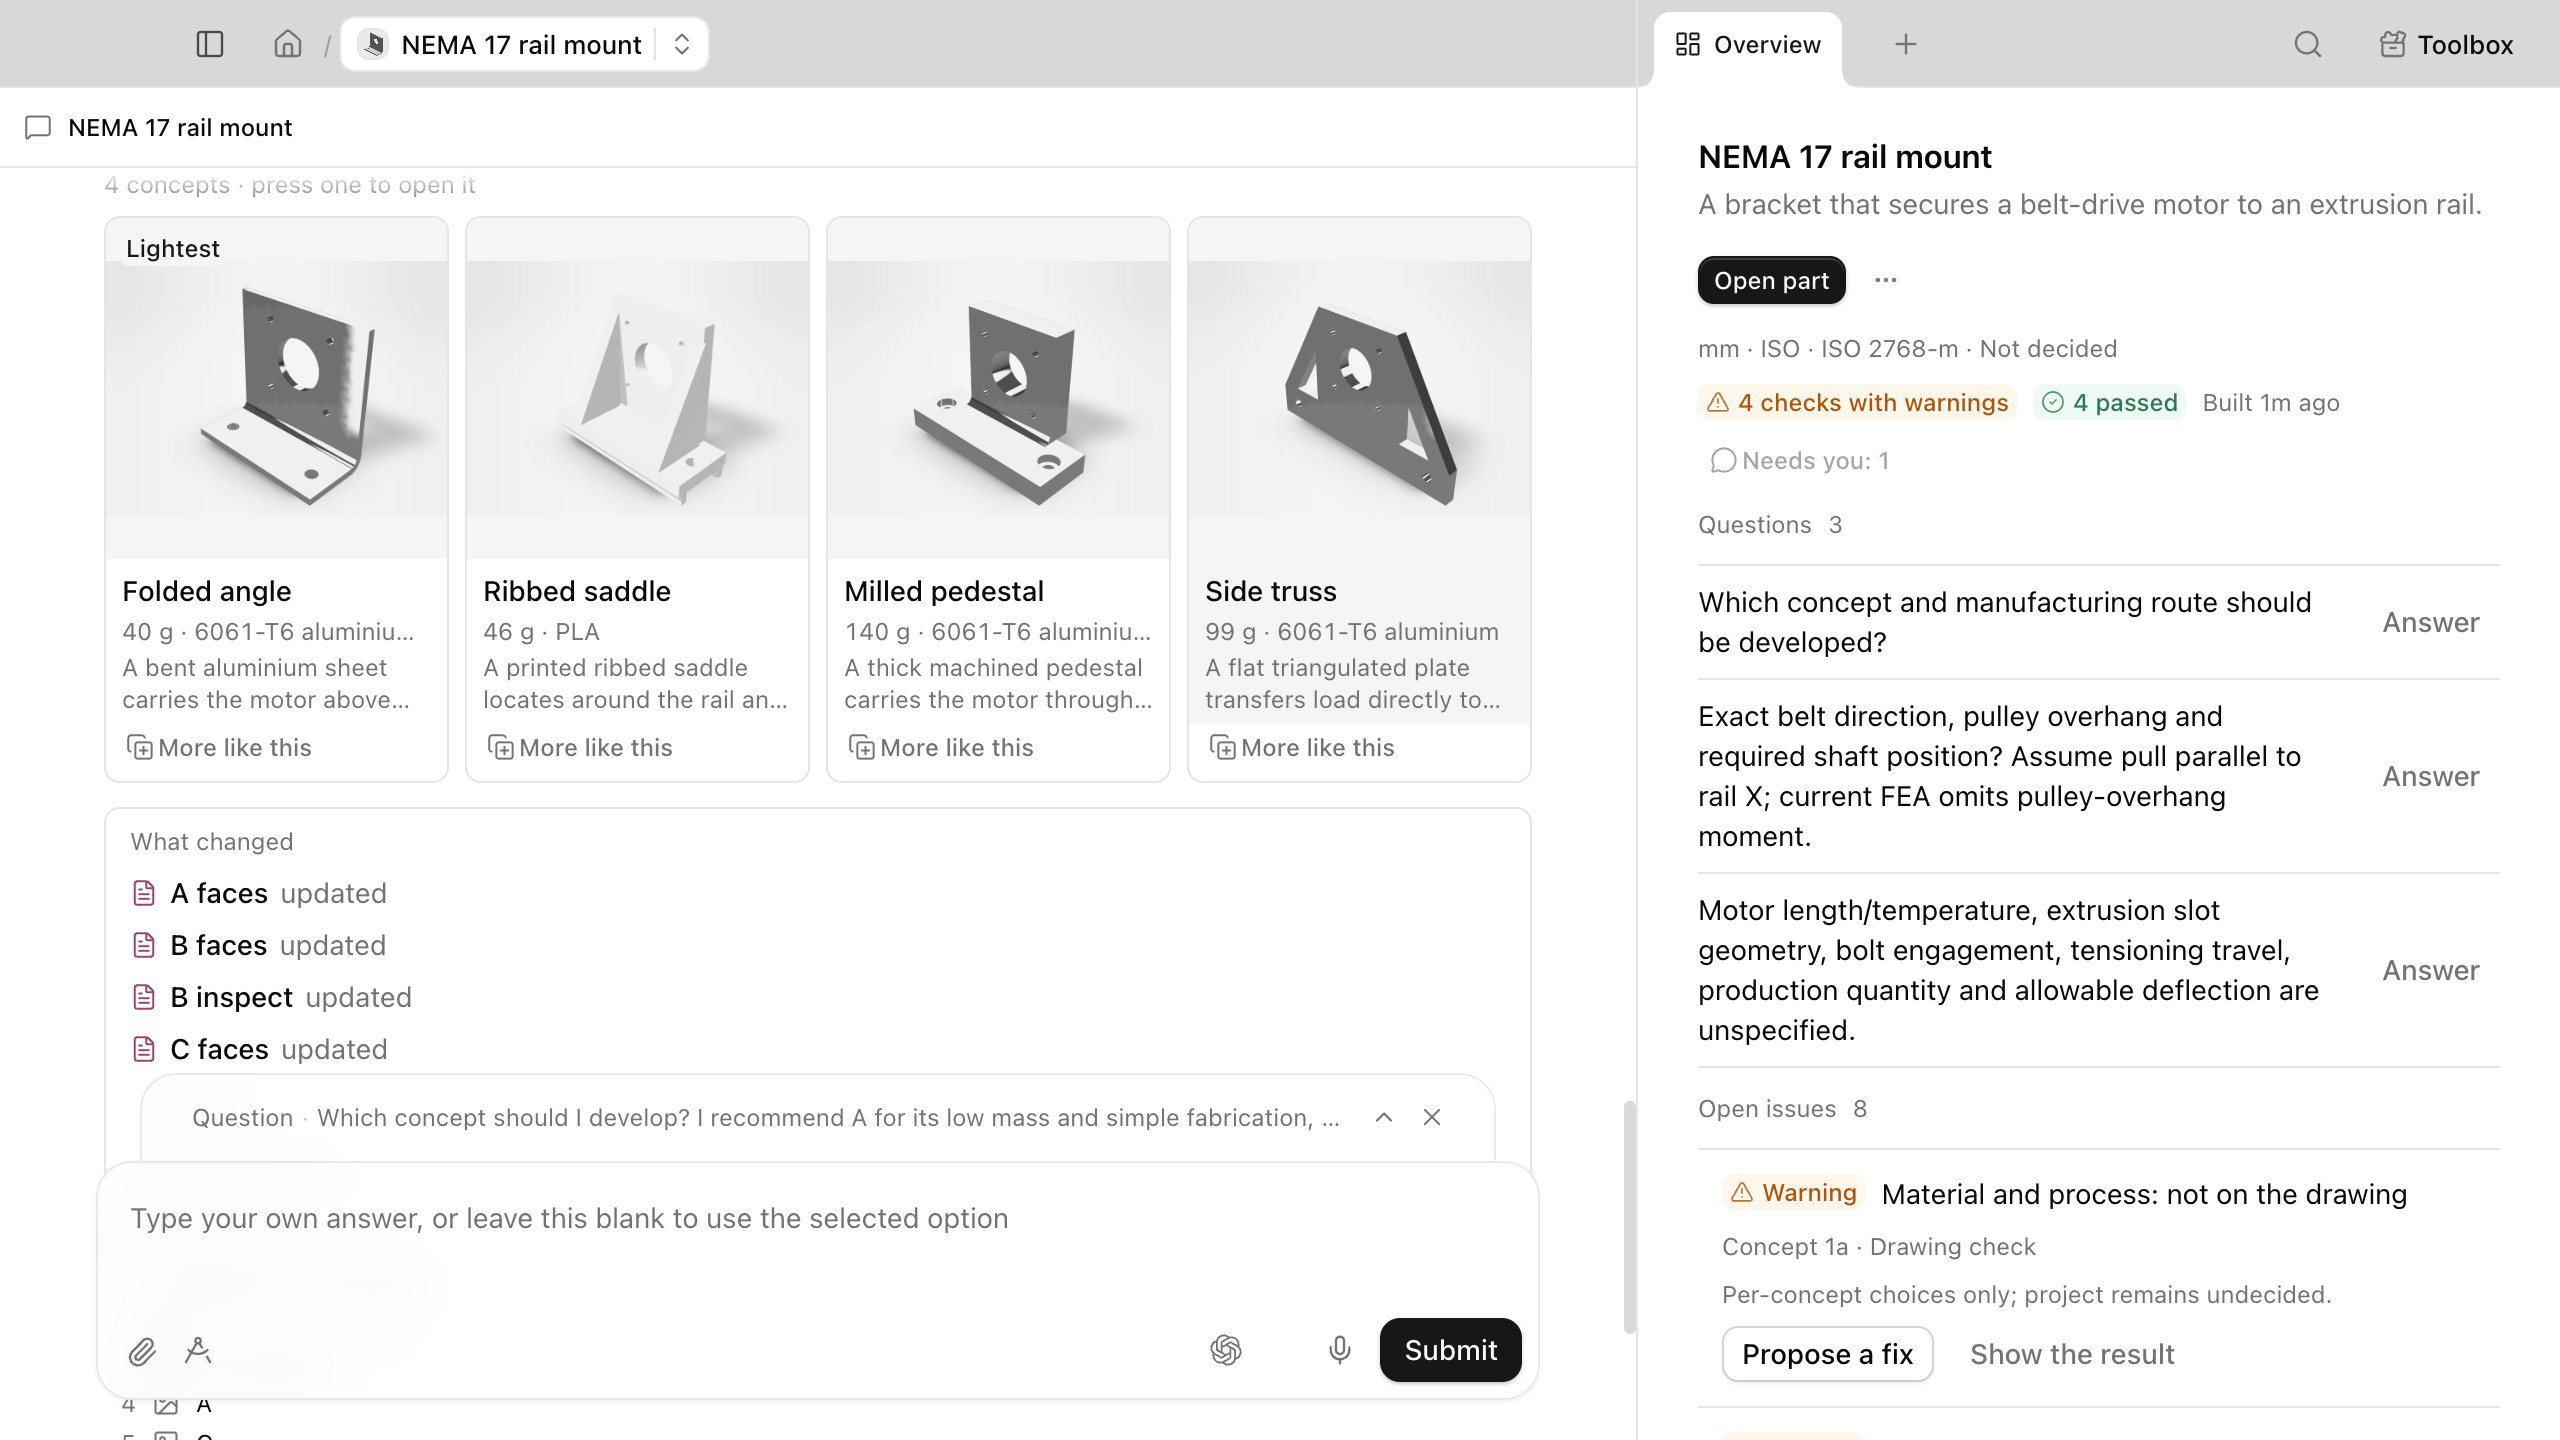 / NEMA 17 rail mount
Overview
Toolbox
NEMA 17 rail mount
4 concepts · press one to open it
Lightest
Folded angle
40 g · 6061-T6 aluminiu...
A bent aluminium sheet
carries the motor above...
More like this
Ribbed saddle
46 g · PLA
A printed ribbed saddle
locates around the rail an...
More like this
Milled pedestal
140 g · 6061-T6 aluminiu...
A thick machined pedestal
carries the motor through...
More like this
Side truss
99 g · 6061-T6 aluminium
A flat triangulated plate
transfers load directly to...
More like this
What changed
A faces updated
B faces updated
B inspect updated
C faces updated
Question · Which concept should I develop? I recommend A for its low mass and simple fabrication, ...
Type your own answer, or leave this blank to use the selected option
Submit
4 A
NEMA 17 rail mount
A bracket that secures a belt-drive motor to an extrusion rail.
Open part
mm · ISO · ISO 2768-m · Not decided
4 checks with warnings 4 passed Built 1m ago
Needs you: 1
Questions 3
Which concept and manufacturing route should
be developed?
Answer
Exact belt direction, pulley overhang and
required shaft position? Assume pull parallel to
rail X; current FEA omits pulley-overhang
moment.
Answer
Motor length/temperature, extrusion slot
geometry, bolt engagement, tensioning travel,
production quantity and allowable deflection are
unspecified.
Answer
Open issues 8
Warning Material and process: not on the drawing
Concept 1a · Drawing check
Per-concept choices only; project remains undecided.
Propose a fix Show the result